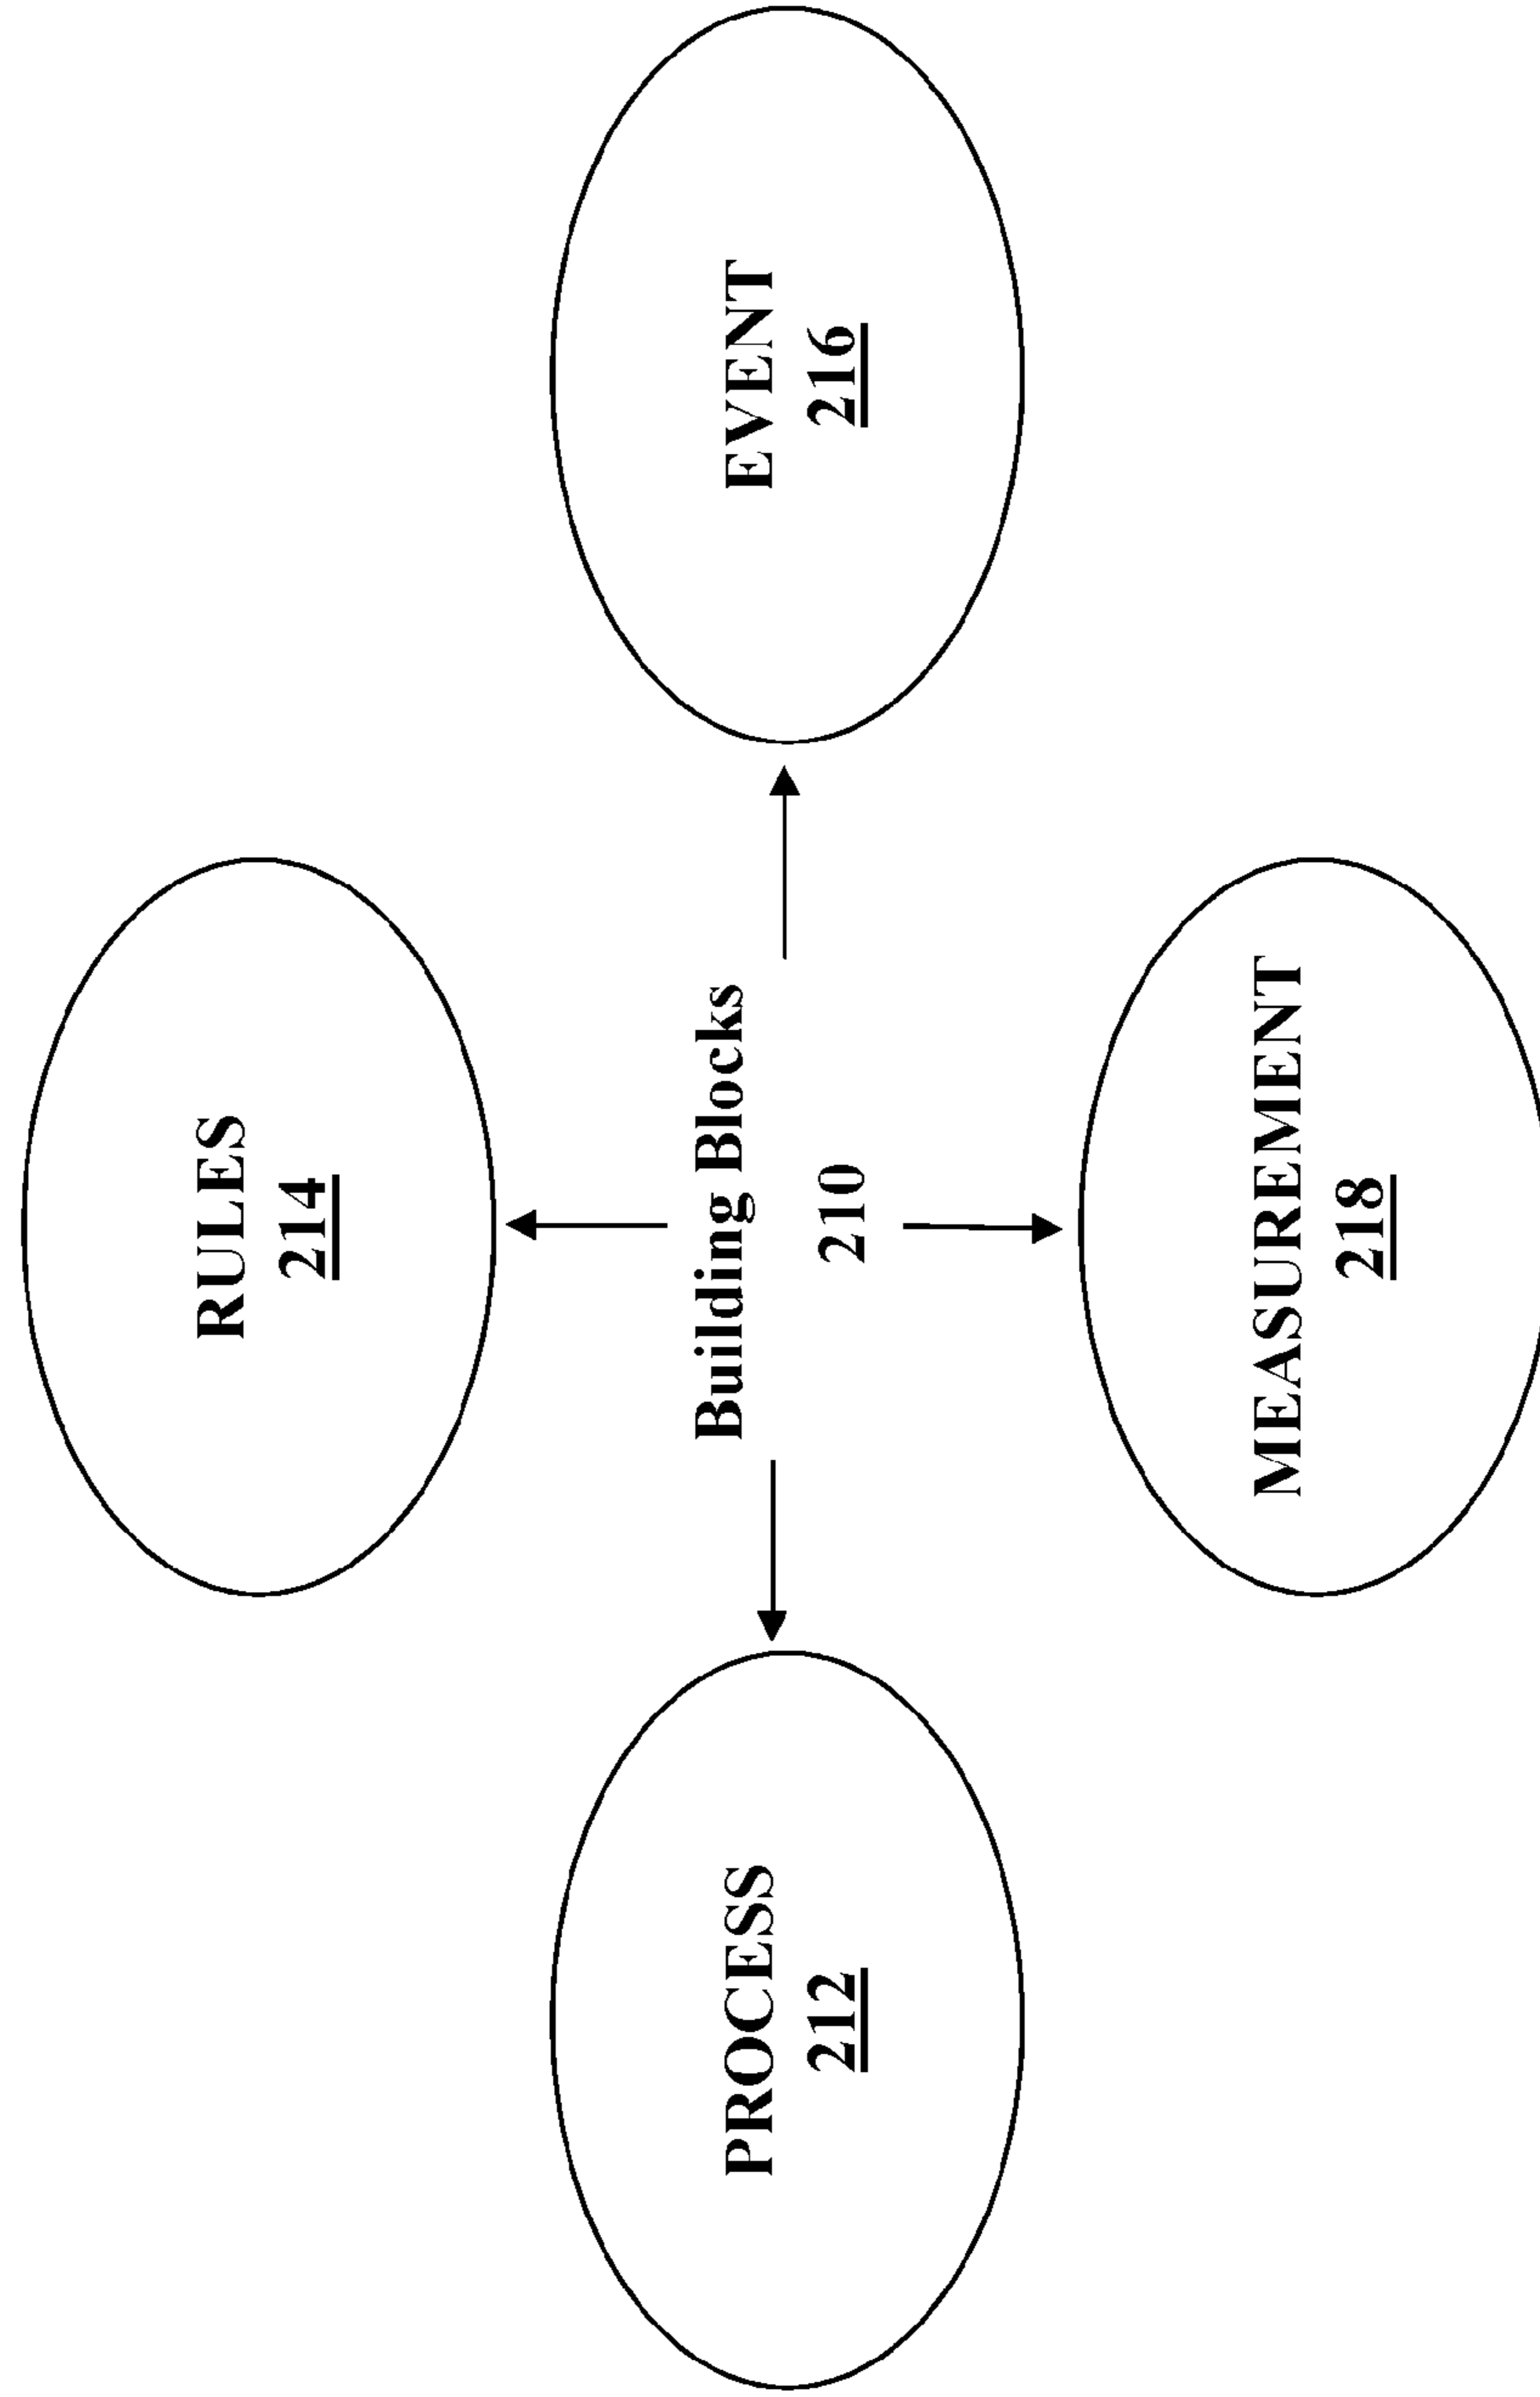 RULES
214
PROCESS
212
Building Blocks
210
EVENT
216
MEASUREMENT
218